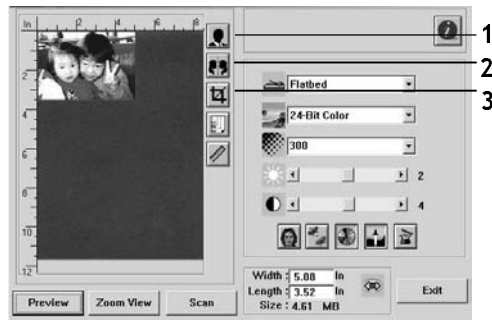 In 2 4 6 8
2
4
6
8
10
12
1
2
3
Flatbed
24-Bit Color
300
2
4
Width : 5.08 In
Length : 3.52 In
Size : 4.61 MB
Preview
Zoom View
Scan
Exit